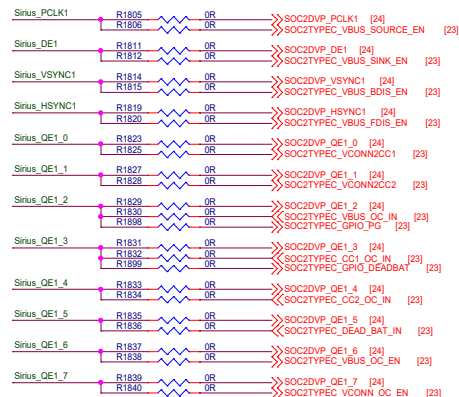 Sirius_PCLK1 R1805 0R SOC2DVP_PCLK1 [24]
R1806 0R SOC2TYPEC_VBUS_SOURCE_EN [23]
Sirius_DE1 R1811 0R SOC2DVP_DE1 [24]
R1812 0R SOC2TYPEC_VBUS_SINK_EN [23]
Sirius_VSYNC1 R1814 0R SOC2DVP_VSYNC1 [24]
R1815 0R SOC2TYPEC_VBUS_BDIS_EN [23]
Sirius_HSYNC1 R1819 0R SOC2DVP_HSYNC1 [24]
R1820 0R SOC2TYPEC_VBUS_FDIS_EN [23]
Sirius_QE1_0 R1823 0R SOC2DVP_QE1_0 [24]
R1825 0R SOC2TYPEC_VCONN2CC1 [23]
Sirius_QE1_1 R1827 0R SOC2DVP_QE1_1 [24]
R1828 0R SOC2TYPEC_VCONN2CC2 [23]
Sirius_QE1_2 R1829 0R SOC2DVP_QE1_2 [24]
R1830 0R SOC2TYPEC_VBUS_OC_IN [23]
R1898 0R SOC2TYPEC_GPIO_PG [23]
Sirius_QE1_3 R1831 0R SOC2DVP_QE1_3 [24]
R1832 0R SOC2TYPEC_CC1_OC_IN [23]
R1899 0R SOC2TYPEC_GPIO_DEADBAT [23]
Sirius_QE1_4 R1833 0R SOC2DVP_QE1_4 [24]
R1834 0R SOC2TYPEC_CC2_OC_IN [23]
Sirius_QE1_5 R1835 0R SOC2DVP_QE1_5 [24]
R1836 0R SOC2TYPEC_DEAD_BAT_IN [23]
Sirius_QE1_6 R1837 0R SOC2DVP_QE1_6 [24]
R1838 0R SOC2TYPEC_VBUS_OC_EN [23]
Sirius_QE1_7 R1839 0R SOC2DVP_QE1_7 [24]
R1840 0R SOC2TYPEC_VCONN_OC_EN [23]